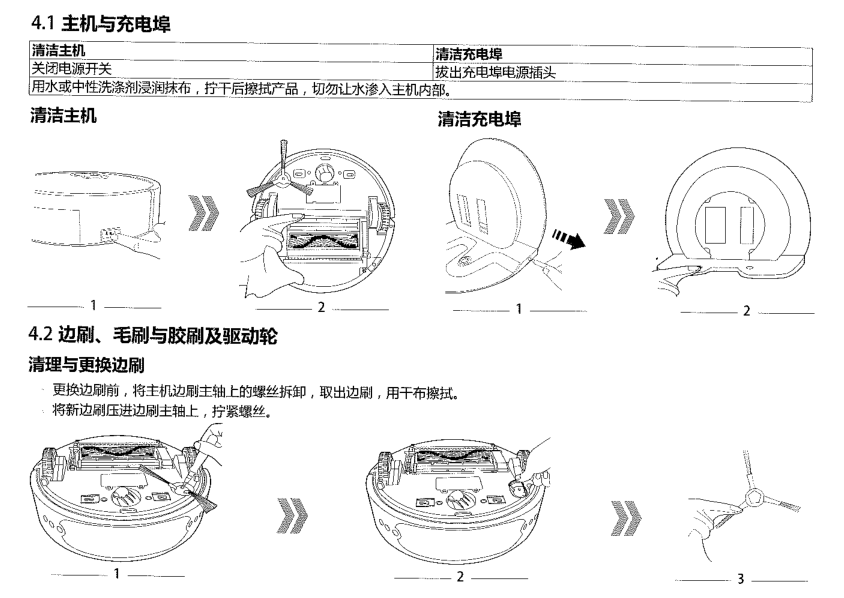 4.1 主机与充电埠
清洁主机 清洁充电埠
关闭电源开关 拔出充电埠电源插头
用水或中性洗涤剂浸润抹布，拧干后擦拭产品，切勿让水渗入主机内部。
清洁主机 清洁充电埠
1 2 1 2
4.2 边刷、毛刷与胶刷及驱动轮
清理与更换边刷
· 更换边刷前，将主机边刷主轴上的螺丝拆卸，取出边刷，用干布擦拭。
· 将新边刷压进边刷主轴上，拧紧螺丝。
1 2 3